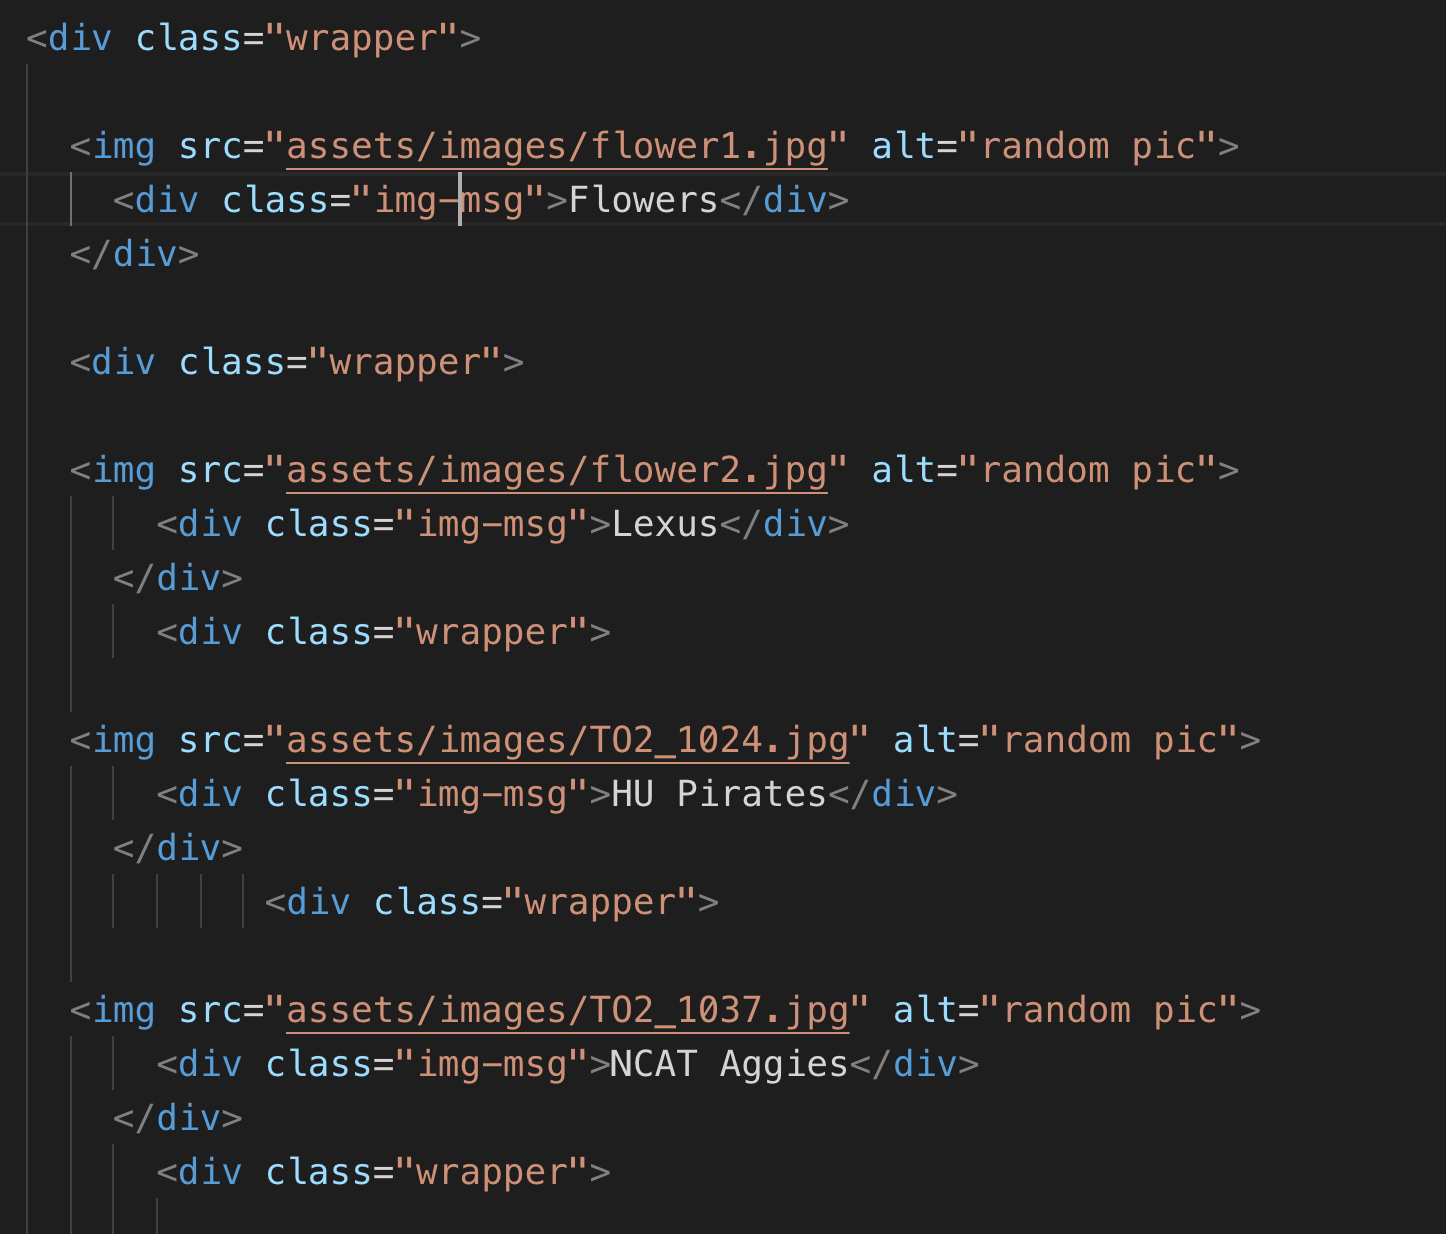 <div class="wrapper">
<img src="assets/images/flower1.jpg" alt="random pic">
<div class="img-msg">Flowers</div>
</div>
<div class="wrapper">
<img src="assets/images/flower2.jpg" alt="random pic">
<div class="img-msg">Lexus</div>
</div>
<div class="wrapper">
<img src="assets/images/TO2_1024.jpg" alt="random pic">
<div class="img-msg">HU Pirates</div>
</div>
<div class="wrapper">
<img src="assets/images/TO2_1037.jpg" alt="random pic">
<div class="img-msg">NCAT Aggies</div>
</div>
<div class="wrapper">